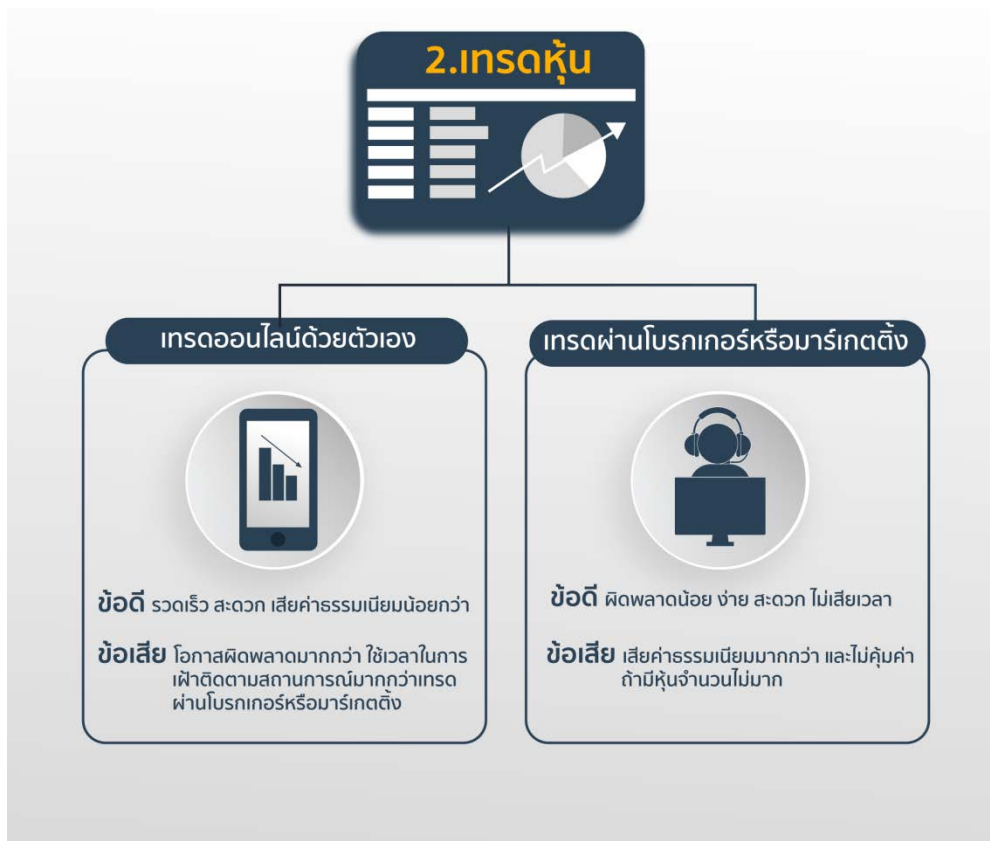 2.เทรดหุ้น
เทรดออนไลน์ด้วยตัวเอง
ข้อดี รวดเร็ว สะดวก เสียค่าธรรมเนียมน้อยกว่า
ข้อเสีย โอกาสผิดพลาดมากกว่า ใช้เวลาในการ
เฝ้าติดตามสถานการณ์มากกว่าเทรด
ผ่านโบรกเกอร์หรือมาร์เกตติ้ง
เทรดผ่านโบรกเกอร์หรือมาร์เกตติ้ง
ข้อดี ผิดพลาดน้อย ง่าย สะดวก ไม่เสียเวลา
ข้อเสีย เสียค่าธรรมเนียมมากกว่า และไม่คุ้มค่า
ถ้ามีหุ้นจำนวนไม่มาก